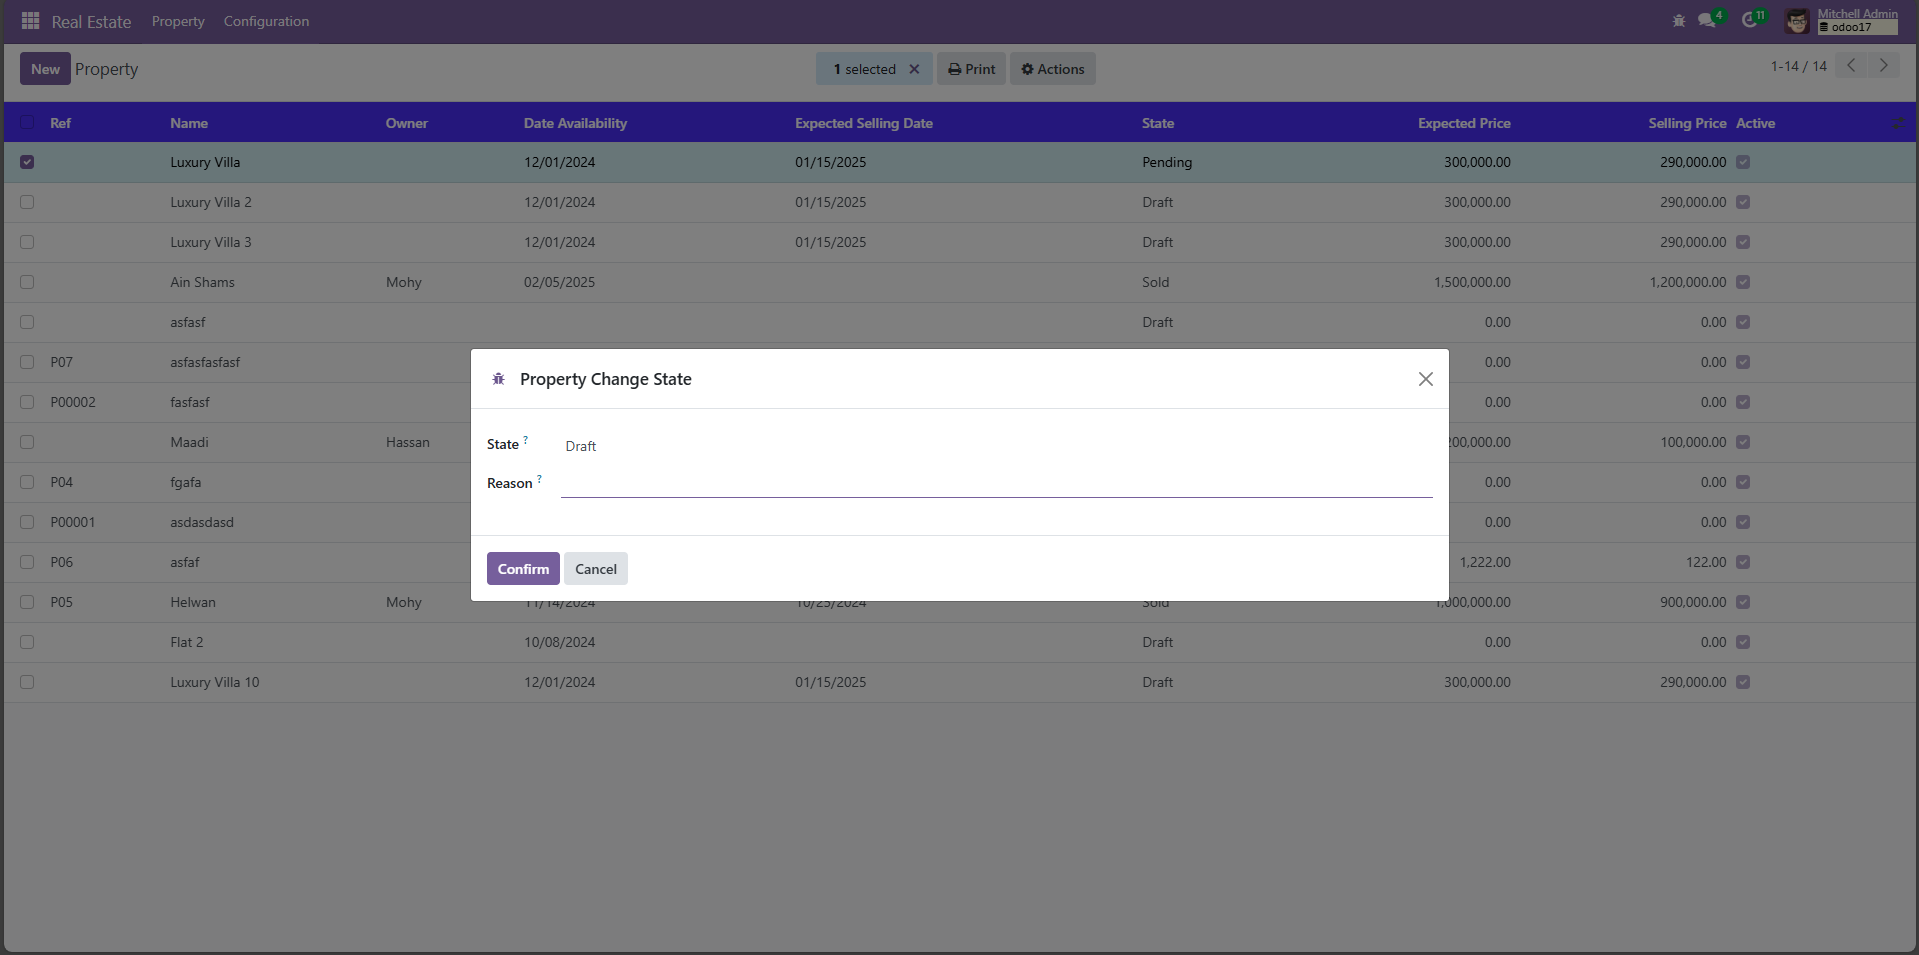 Real Estate Property Configuration 4 11 Mitchell Admin
odoo17
New Property 1 selected Print Actions 1-14 / 14
Ref Name Owner Date Availability Expected Selling Date State Expected Price Selling Price Active
Luxury Villa 12/01/2024 01/15/2025 Pending 300,000.00 290,000.00
Luxury Villa 2 12/01/2024 01/15/2025 Draft 300,000.00 290,000.00
Luxury Villa 3 12/01/2024 01/15/2025 Draft 300,000.00 290,000.00
Ain Shams Mohy 02/05/2025 Sold 1,500,000.00 1,200,000.00
asfasf Draft 0.00 0.00
P07 asfasfasfasf 0.00 0.00
Property Change State
P00002 fasfasf 0.00 0.00
Maadi Hassan 00,000.00 100,000.00
State ? Draft
P04 fgafa 0.00 0.00
Reason ?
P00001 asdasdasd 0.00 0.00
P06 asfaf 1,222.00 122.00
Confirm Cancel
P05 Helwan Mohy 11/14/2024 10/25/2024 Sold 1,000,000.00 900,000.00
Flat 2 10/08/2024 Draft 0.00 0.00
Luxury Villa 10 12/01/2024 01/15/2025 Draft 300,000.00 290,000.00